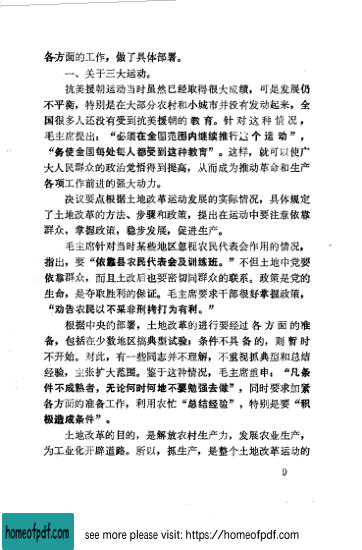 各方面的工作，做了具体部署。
一、关于三大运动。
抗美援朝运动当时虽然已经取得很大成绩，可是发展仍
不平衡，特别是在大部分农村和小城市并没有发动起来，全
国很多人还没有受到抗美援朝的教育。针对这种情况，
毛主席提出：“必须在全国范围内继续推行这个运动”，
“务使全国每处每人都受到这种教育”。这样，就可以使广
大人民群众的政治觉悟得到提高，从而成为推动革命和生产
各项工作前进的强大动力。
决议要点根据土地改革运动发展的实际情况，具体规定
了土地改革的方法、步骤和政策，提出在运动中要注意依靠
群众，掌握政策，稳步发展，促进生产。
毛主席针对当时某些地区忽视农民代表会作用的情况，
指出，要“依靠县农民代表会及训练班。”不但土地中党要
依靠群众，而且土改后也要密切同群众的联系。政策是党的
生命，是夺取胜利的保证。毛主席要求干部很好掌握政策，
“劝告农民以不采非刑拷打为有利。”
根据中央的部署，土地改革的进行要经过各方面的准
备，包括在少数地区搞典型试验；条件不具备的，则暂时
不开始。对此，有一些同志并不理解，不重视抓典型和总结
经验，主张扩大范围。鉴于这种情况，毛主席重申：“凡条
件不成熟者，无论何时何地不要勉强去做”，同时要求加紧
各方面的准备工作，利用农忙“总结经验”，特别是要“积
极造成条件”。
土地改革的目的，是解放农村生产力，发展农业生产，
为工业化开辟道路。所以，抓生产，是整个土地改革运动的
9
homeofpdf.com
see more please visit: https://homeofpdf.com